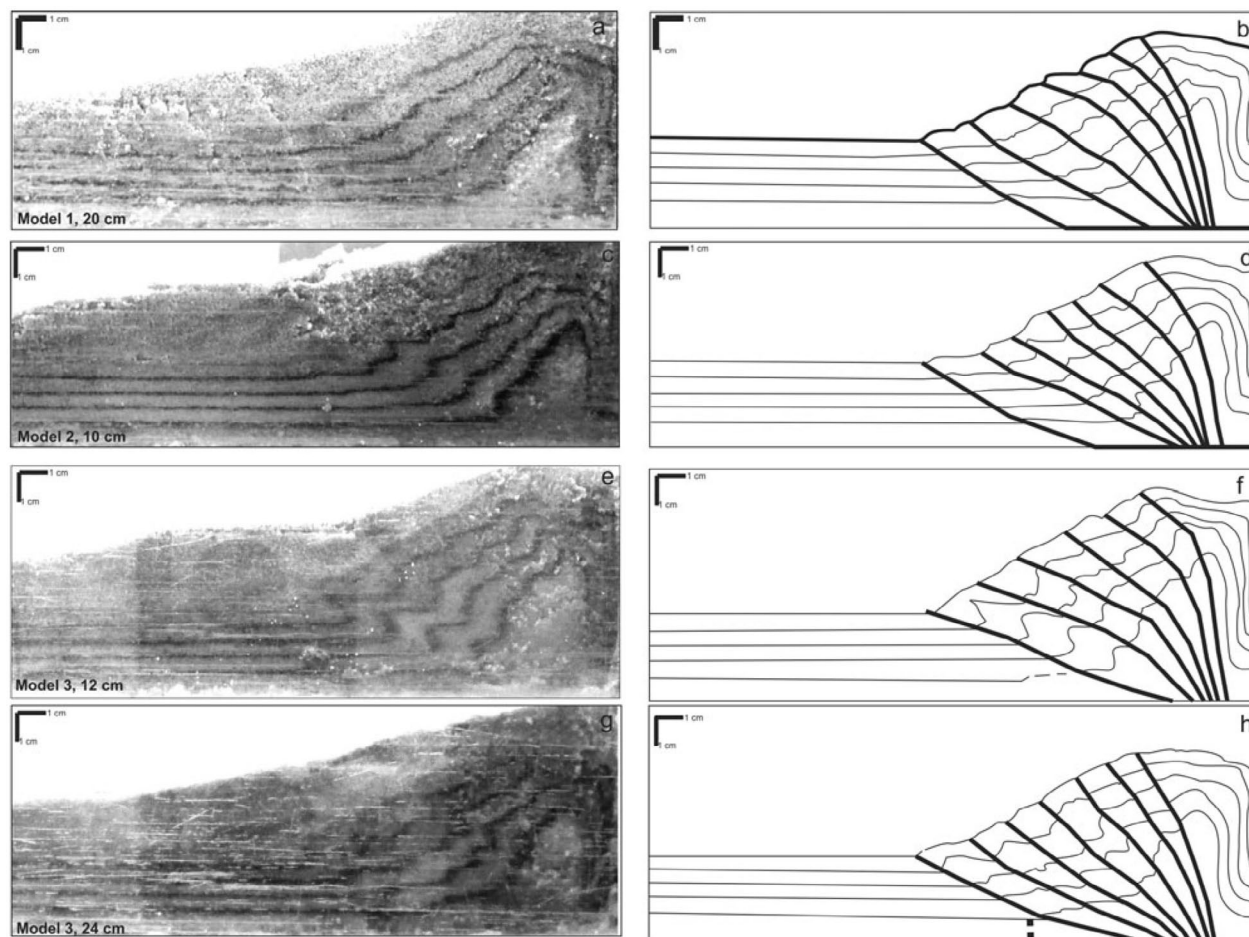 1 cm
1 cm
a
Model 1, 20 cm
1 cm
1 cm
b
1 cm
1 cm
c
Model 2, 10 cm
1 cm
1 cm
d
1 cm
1 cm
e
Model 3, 12 cm
1 cm
1 cm
f
1 cm
1 cm
g
Model 3, 24 cm
1 cm
1 cm
h